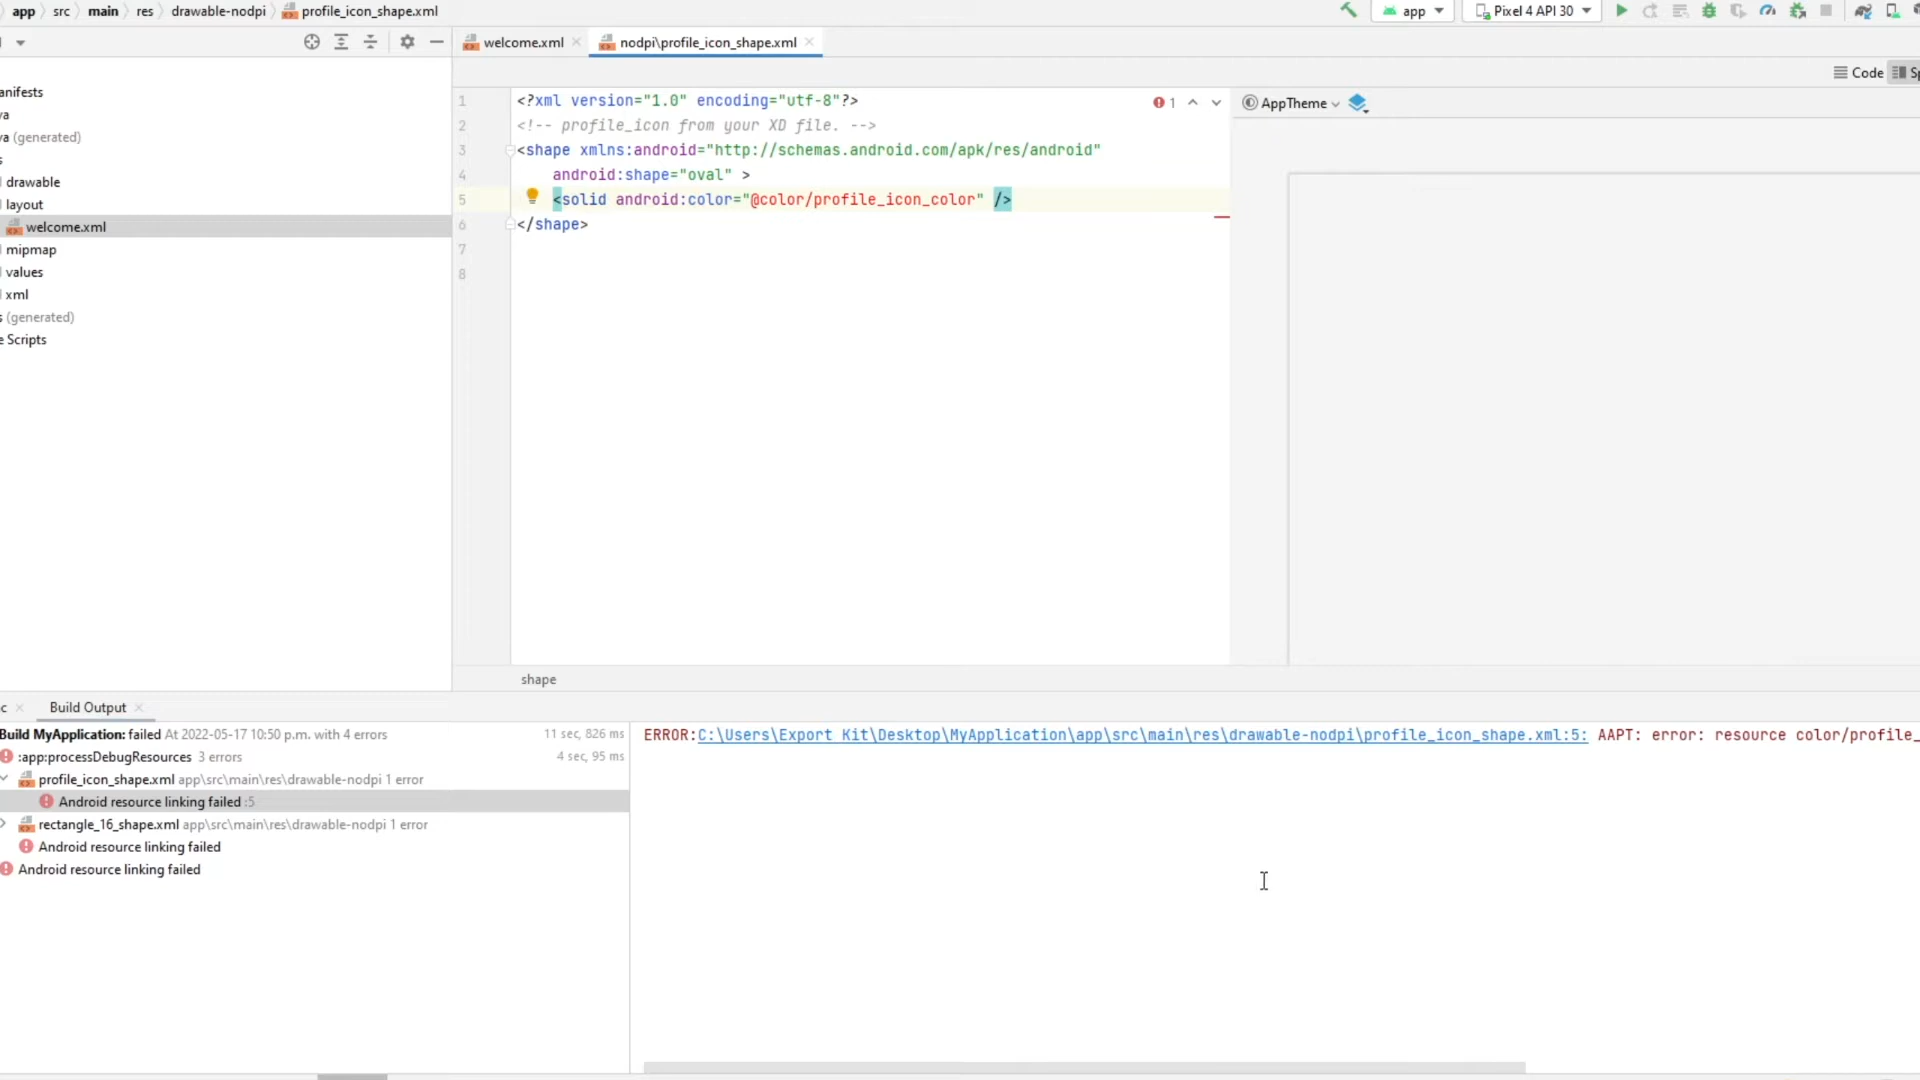 app src main res drawable-nodpi profile_icon_shape.xml app Pixel 4 API 30
welcome.xml nodpi\profile_icon_shape.xml
Code Sp
anifests
va
va (generated)
s
drawable
layout
welcome.xml
mipmap
values
xml
s (generated)
e Scripts
1 <?xml version="1.0" encoding="utf-8"?>
2 <!-- profile_icon from your XD file. -->
3 <shape xmlns:android="http://schemas.android.com/apk/res/android"
4 android:shape="oval" >
5 <solid android:color="@color/profile_icon_color" />
6 </shape>
7
8
1
AppTheme
shape
c Build Output
Build MyApplication: failed At 2022-05-17 10:50 p.m. with 4 errors 11 sec, 826 ms
:app:processDebugResources 3 errors 4 sec, 95 ms
profile_icon_shape.xml app\src\main\res\drawable-nodpi 1 error
Android resource linking failed :5
rectangle_16_shape.xml app\src\main\res\drawable-nodpi 1 error
Android resource linking failed
Android resource linking failed
ERROR:C:\Users\Export Kit\Desktop\MyApplication\app\src\main\res\drawable-nodpi\profile_icon_shape.xml:5: AAPT: error: resource color/profile_